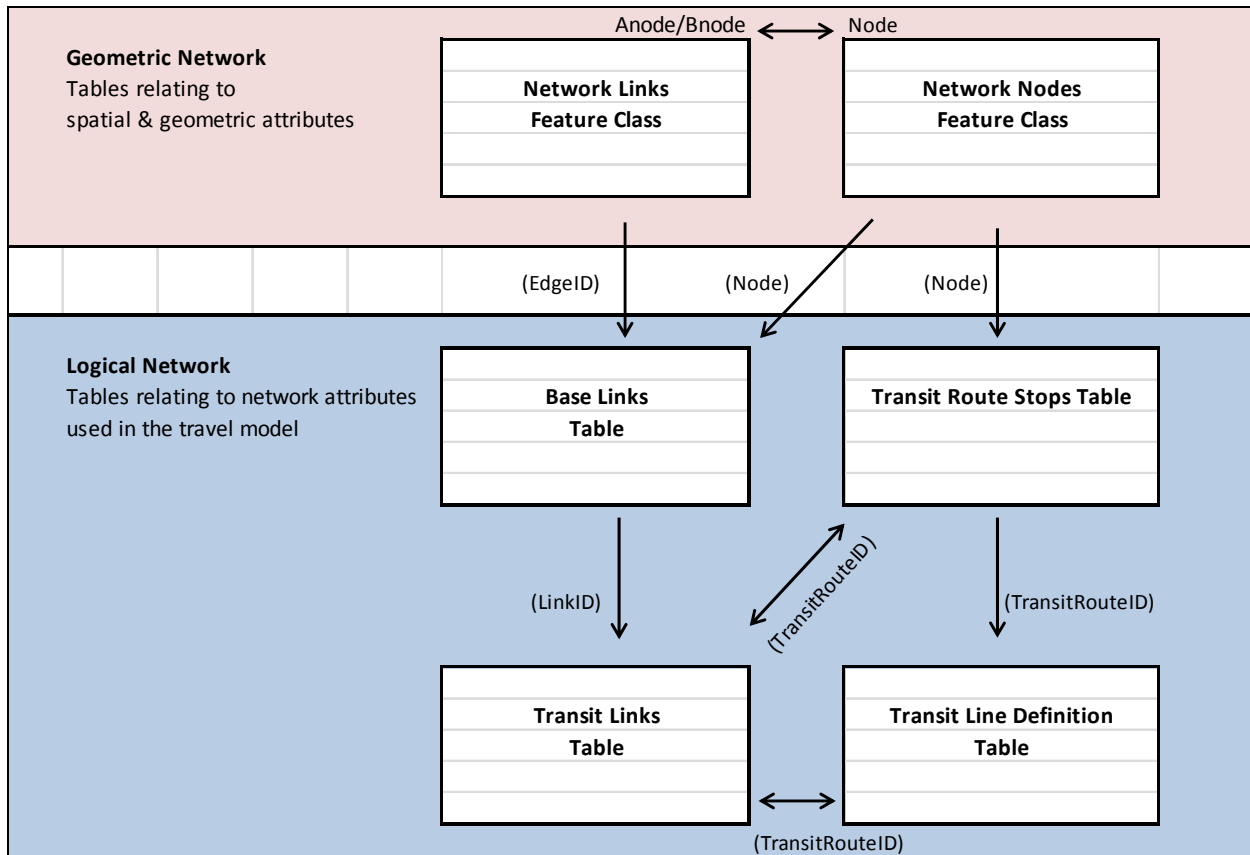 Anode/Bnode
Node
Geometric Network
Tables relating to
spatial & geometric attributes
Network Links
Feature Class
Network Nodes
Feature Class
(EdgeID)
(Node)
(Node)
Logical Network
Tables relating to network attributes
used in the travel model
Base Links
Table
Transit Route Stops Table
(LinkID)
(TransitRouteID)
(TransitRouteID)
Transit Links
Table
Transit Line Definition
Table
(TransitRouteID)